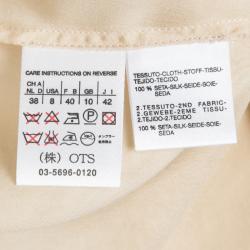 CARE INSTRUCTIONS ON REVERSE
CH A NL D US GB J I
38 8 40 10 42
(株) OTS
03-5696-0120
TESSUTO-CLOTH-STOFF-TISSU-
TEJIDO-TECIDO
100 % SETA-SILK-SEIDE-SOIE-
SEDA
2.TESSUTO-2ND FABRIC-
2.GEWEBE-2EME TISSU-
2.TEJIDO-2.TECIDO
100 % SETA-SILK-SEIDE-SOIE-
SEDA